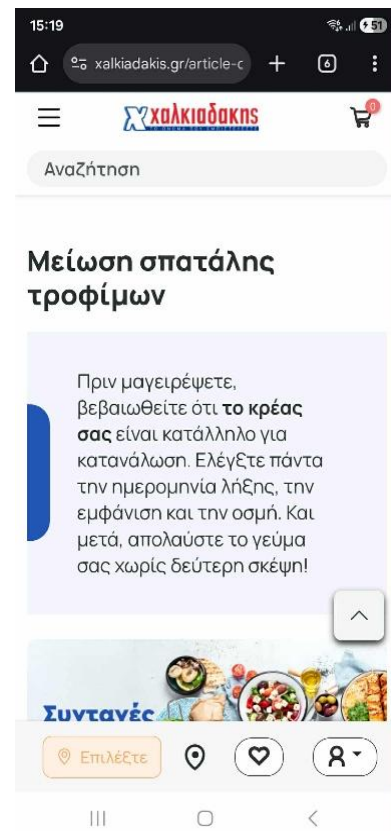 15:19
51
xalkiadakis.gr/article-c
6
χαλκιαδακης
0
Αναζήτηση
Μείωση σπατάλης
τροφίμων
Πριν μαγειρέψετε,
βεβαιωθείτε ότι το κρέας
σας είναι κατάλληλο για
κατανάλωση. Ελέγξτε πάντα
την ημερομηνία λήξης, την
εμφάνιση και την οσμή. Και
μετά, απολαύστε το γεύμα
σας χωρίς δεύτερη σκέψη!
Συνταγές
Επιλέξτε